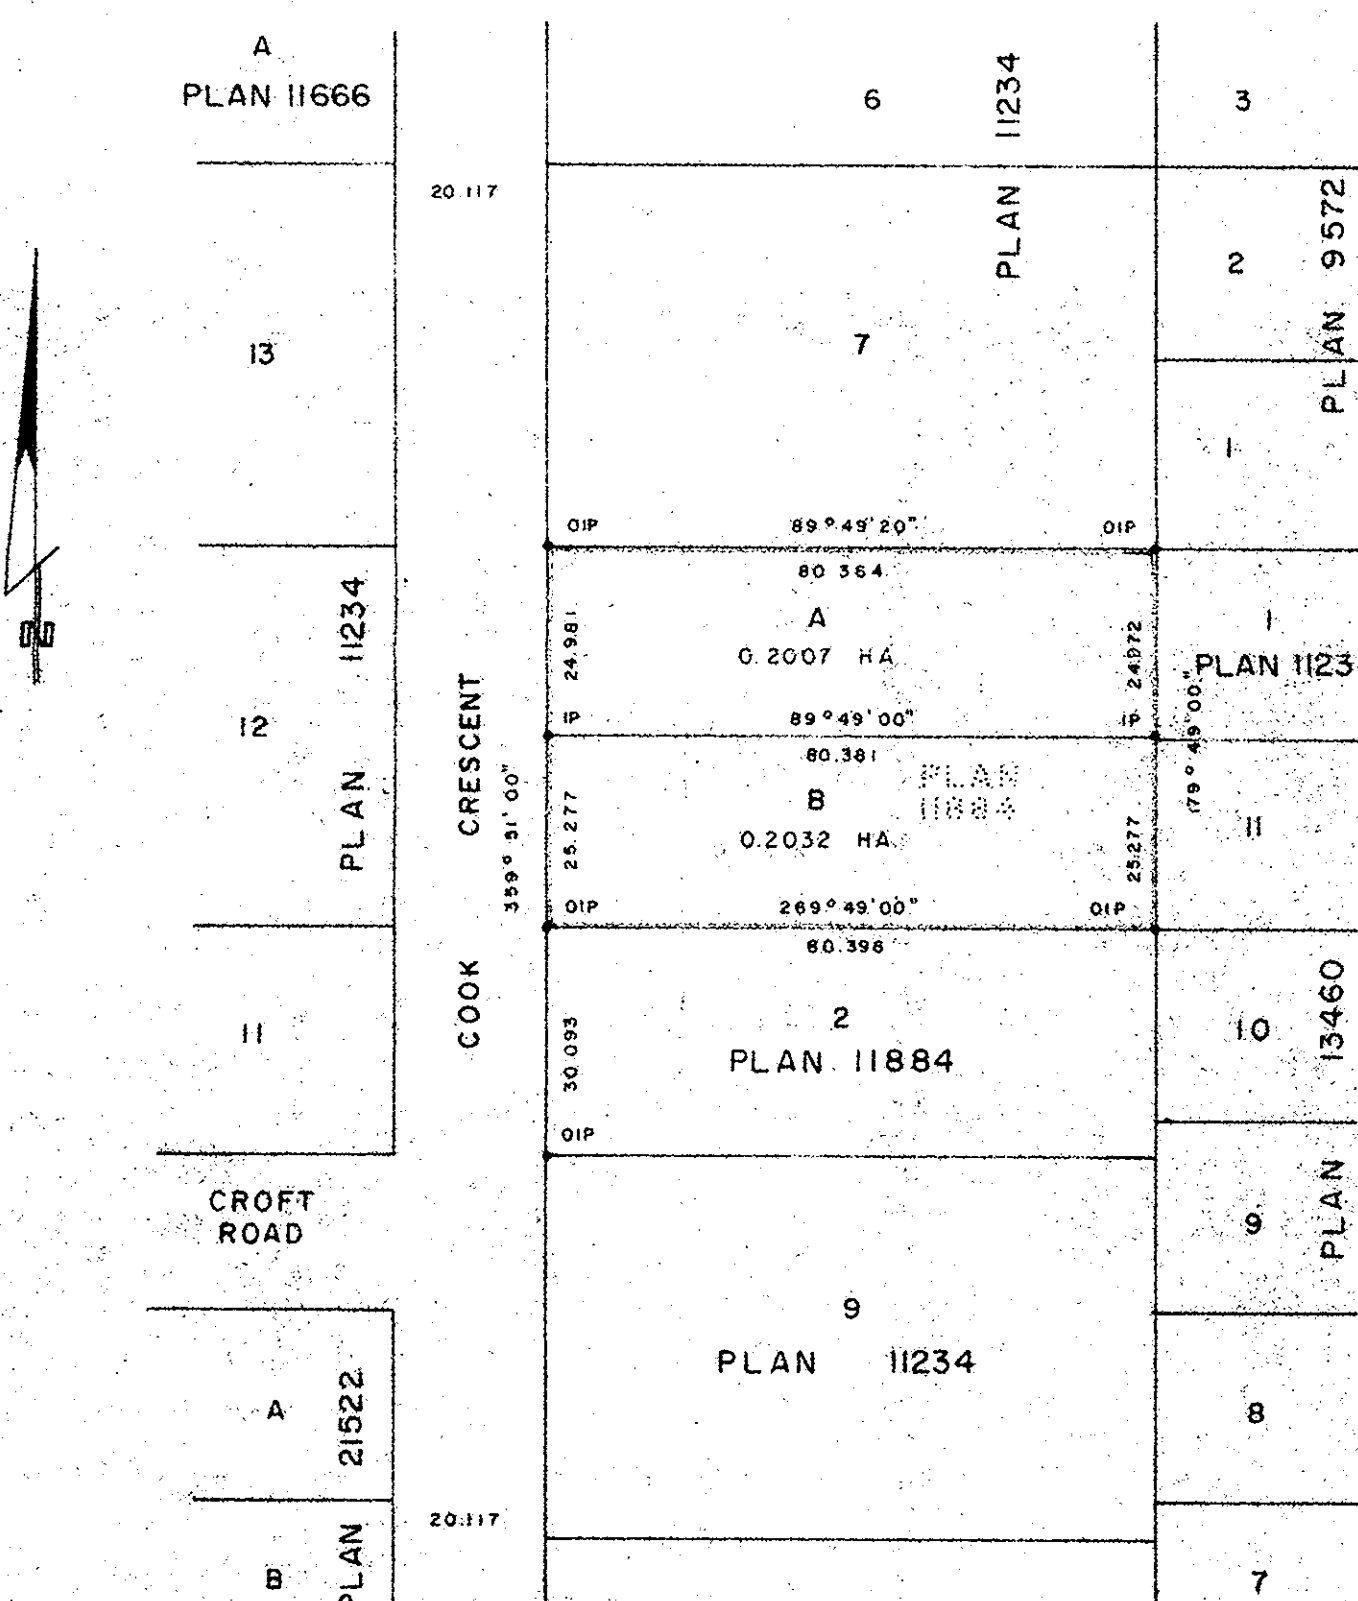 A
PLAN 11666
6
PLAN 11234
3
20.117
2
PLAN 9572
13
7
1
OIP
89°49'20"
OIP
80.364
A
0.2007 HA
24.981
24.972
1
PLAN 1123
PLAN 11234
12
IP
89°49'00"
IP
80.381
179°49'00"
PLAN
11884
B
0.2032 HA
25.277
25.277
11
COOK CRESCENT
359°51'00"
OIP
269°49'00"
OIP
80.398
11
2
PLAN 11884
30.093
10
PLAN 13460
OIP
CROFT
ROAD
9
9
PLAN 11234
A
PLAN 21522
8
20.117
B
7